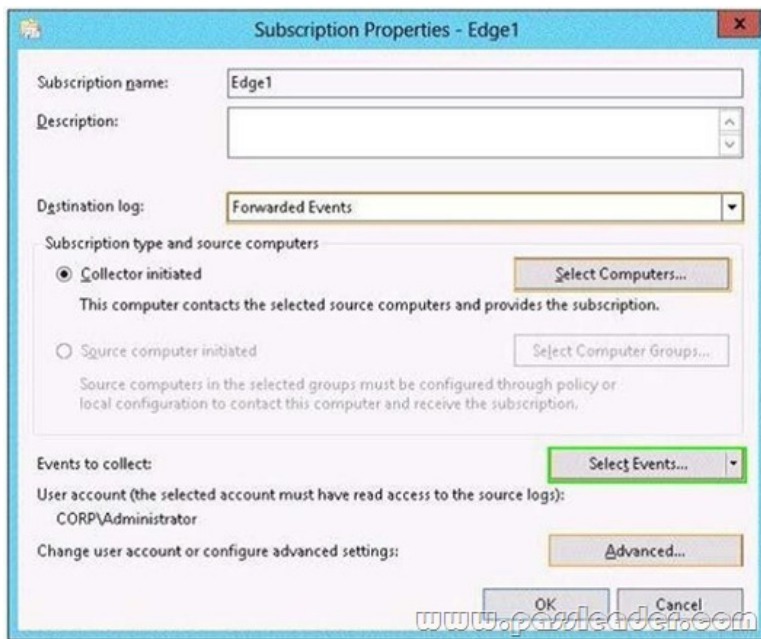 Subscription Properties - Edge1
x
Subscription name:
Edge1
Description:
Destination log:
Forwarded Events
Subscription type and source computers
Collector initiated
Select Computers...
This computer contacts the selected source computers and provides the subscription.
Source computer initiated
Select Computer Groups...
Source computers in the selected groups must be configured through policy or
local configuration to contact this computer and receive the subscription.
Events to collect:
Select Events...
User account (the selected account must have read access to the source logs):
CORP\Administrator
Change user account or configure advanced settings:
Advanced...
OK
Cancel
www.passleader.com